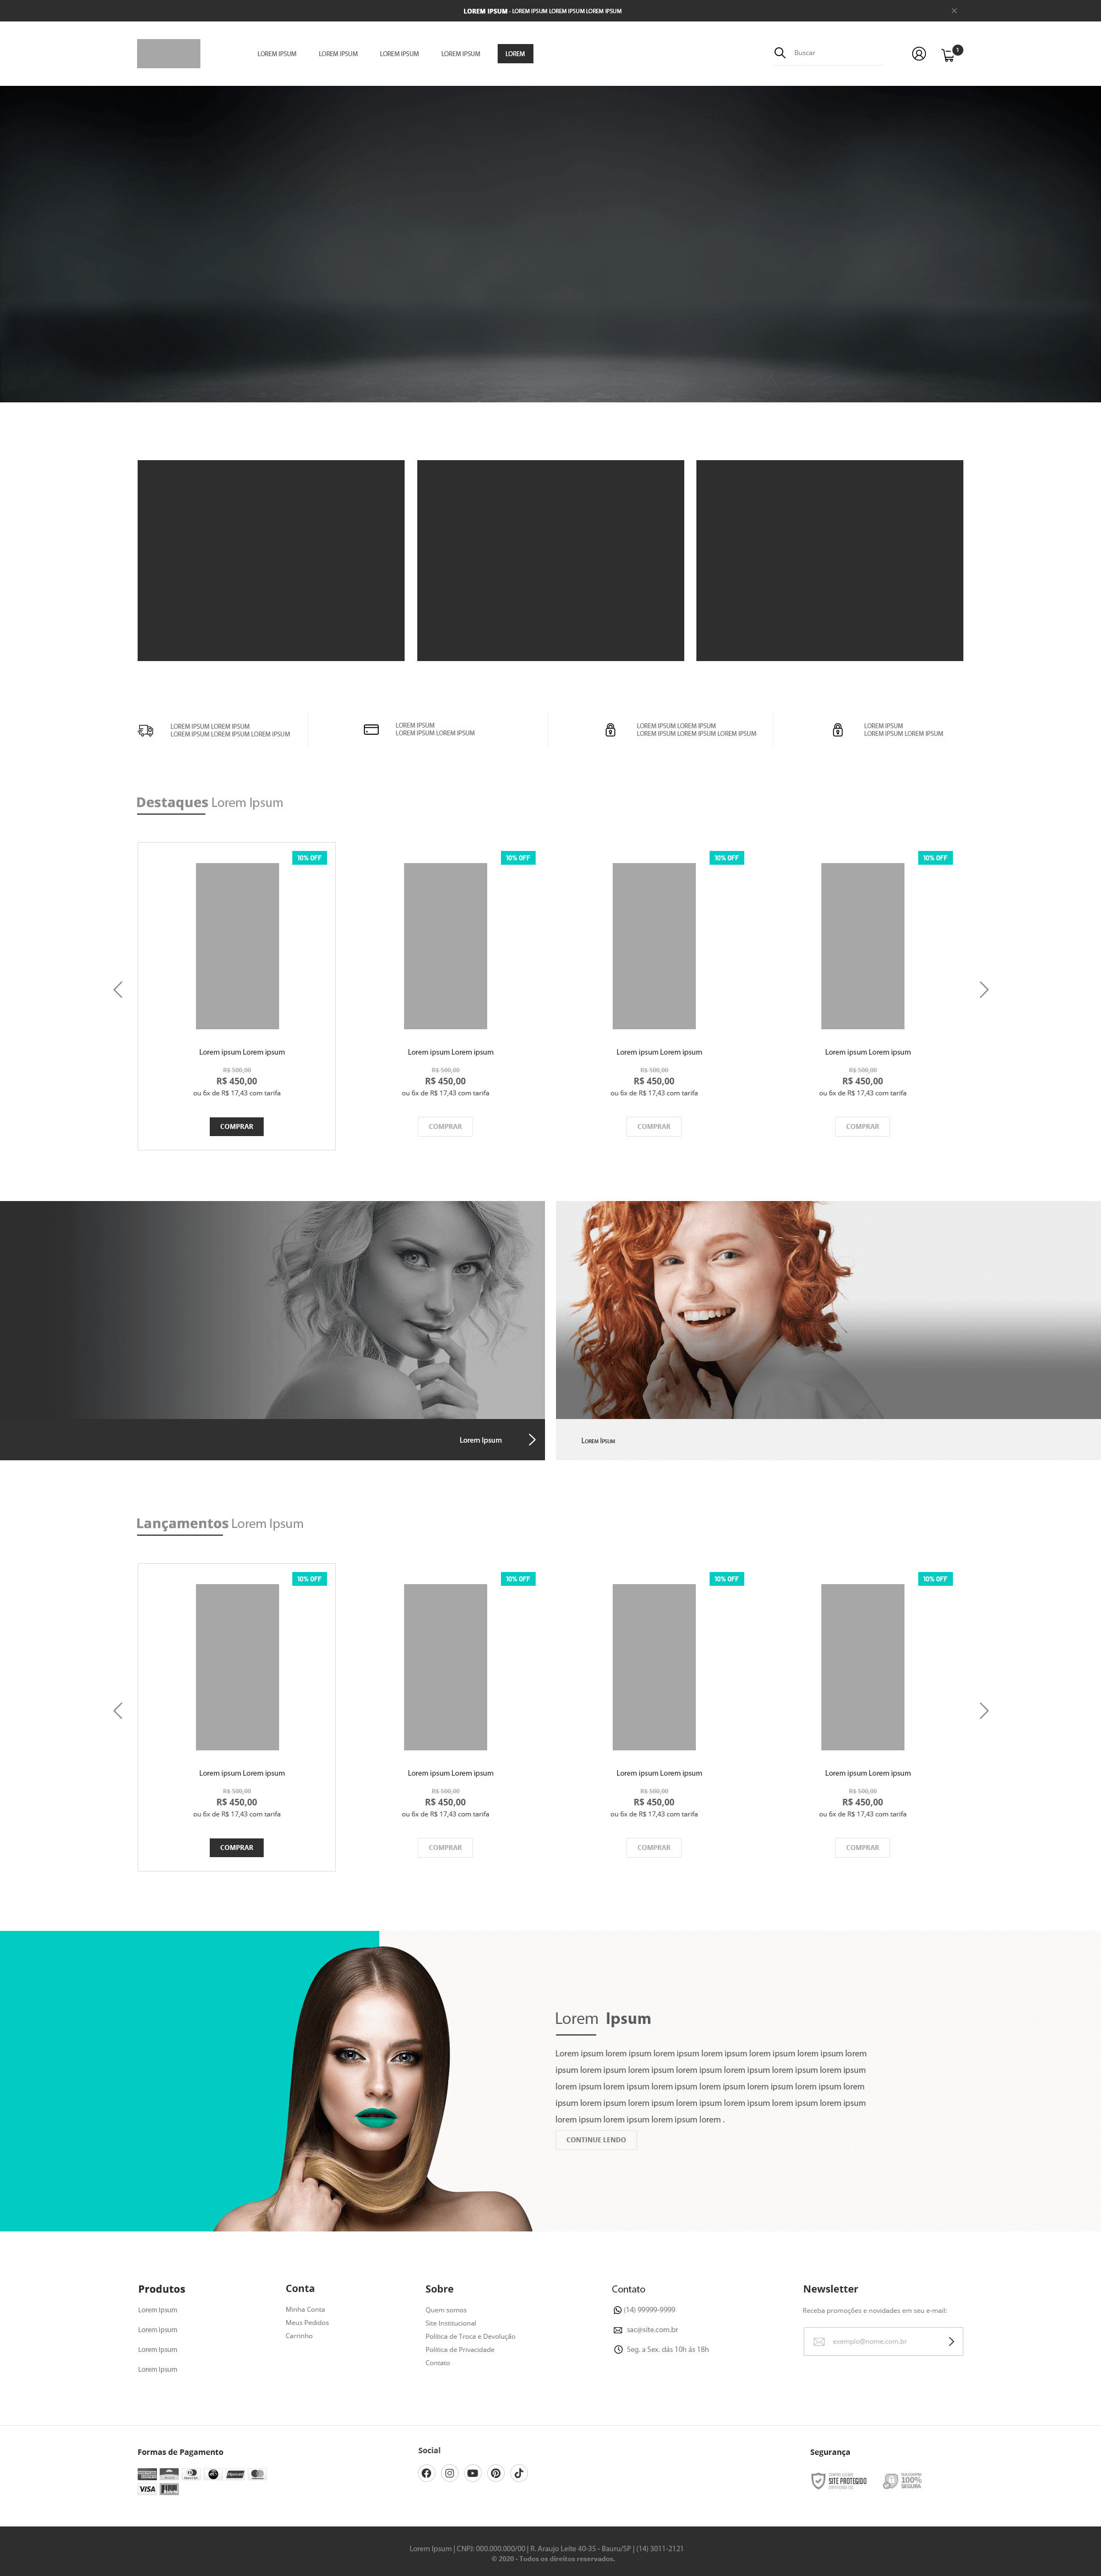 LOREM IPSUM - LOREM IPSUM LOREM IPSUM LOREM IPSUM
LOREM IPSUM
LOREM IPSUM
LOREM IPSUM
LOREM IPSUM
LOREM
Buscar
1
LOREM IPSUM LOREM IPSUM
LOREM IPSUM LOREM IPSUM LOREM IPSUM
LOREM IPSUM
LOREM IPSUM LOREM IPSUM
LOREM IPSUM LOREM IPSUM
LOREM IPSUM LOREM IPSUM LOREM IPSUM
LOREM IPSUM
LOREM IPSUM LOREM IPSUM
Destaques Lorem Ipsum
10% OFF
10% OFF
10% OFF
10% OFF
Lorem ipsum Lorem ipsum
R$ 500,00
R$ 450,00
ou 6x de R$ 17,43 com tarifa
COMPRAR
Lorem ipsum Lorem ipsum
R$ 500,00
R$ 450,00
ou 6x de R$ 17,43 com tarifa
COMPRAR
Lorem ipsum Lorem ipsum
R$ 500,00
R$ 450,00
ou 6x de R$ 17,43 com tarifa
COMPRAR
Lorem ipsum Lorem ipsum
R$ 500,00
R$ 450,00
ou 6x de R$ 17,43 com tarifa
COMPRAR
Lorem Ipsum
Lorem Ipsum
Lançamentos Lorem Ipsum
10% OFF
10% OFF
10% OFF
10% OFF
Lorem ipsum Lorem ipsum
R$ 500,00
R$ 450,00
ou 6x de R$ 17,43 com tarifa
COMPRAR
Lorem ipsum Lorem ipsum
R$ 500,00
R$ 450,00
ou 6x de R$ 17,43 com tarifa
COMPRAR
Lorem ipsum Lorem ipsum
R$ 500,00
R$ 450,00
ou 6x de R$ 17,43 com tarifa
COMPRAR
Lorem ipsum Lorem ipsum
R$ 500,00
R$ 450,00
ou 6x de R$ 17,43 com tarifa
COMPRAR
Lorem Ipsum
Lorem ipsum lorem ipsum lorem ipsum lorem ipsum lorem ipsum lorem ipsum lorem
ipsum lorem ipsum lorem ipsum lorem ipsum lorem ipsum lorem ipsum lorem ipsum
lorem ipsum lorem ipsum lorem ipsum lorem ipsum lorem ipsum lorem ipsum lorem
ipsum lorem ipsum lorem ipsum lorem ipsum lorem ipsum lorem ipsum lorem ipsum
lorem ipsum lorem ipsum lorem ipsum lorem .
CONTINUE LENDO
Produtos
Lorem Ipsum
Lorem Ipsum
Lorem Ipsum
Lorem Ipsum
Conta
Minha Conta
Meus Pedidos
Carrinho
Sobre
Quem somos
Site Institucional
Política de Troca e Devolução
Política de Privacidade
Contato
Contato
(14) 99999-9999
sac@site.com.br
Seg. a Sex. dás 10h ás 18h
Newsletter
Receba promoções e novidades em seu e-mail:
exemplo@nome.com.br
Formas de Pagamento
elo
Hipercard
VISA
Social
Segurança
SITE PROTEGIDO
100%
SEGURA
Lorem Ipsum | CNPJ: 000.000.000/00 | R. Araujo Leite 40-35 - Bauru/SP | (14) 3011-2121
© 2020 - Todos os direitos reservados.